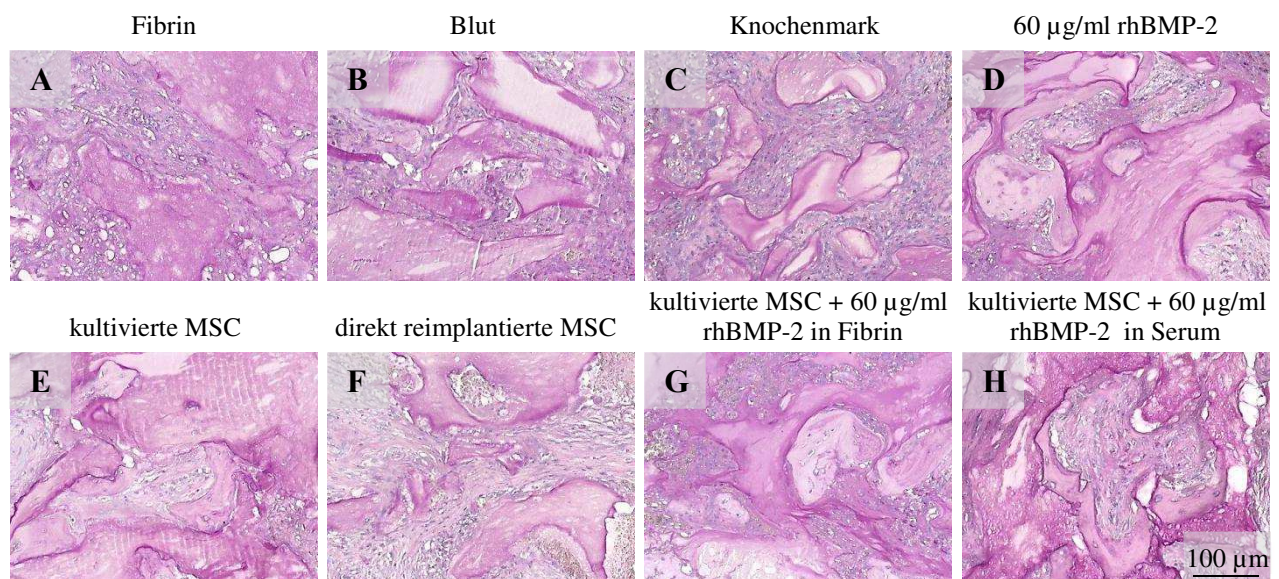 Fibrin
Blut
Knochenmark
60 µg/ml rhBMP-2
A
B
C
D
kultivierte MSC
direkt reimplantierte MSC
kultivierte MSC + 60 µg/ml
rhBMP-2 in Fibrin
kultivierte MSC + 60 µg/ml
rhBMP-2 in Serum
E
F
G
H
100 µm